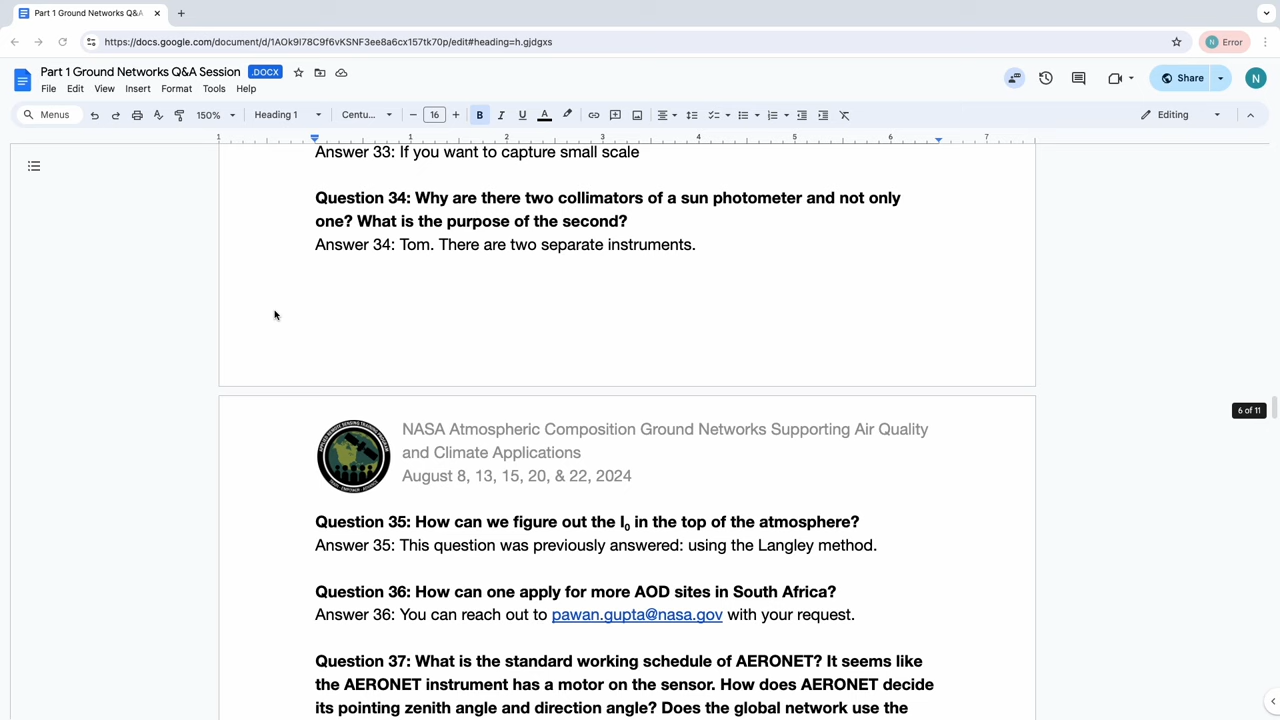 Part 1 Ground Networks Q&A
https://docs.google.com/document/d/1AOk9I78C9f6vKSNF3ee8a6cx157tk70p/edit#heading=h.gjdgxs
N Error
Part 1 Ground Networks Q&A Session .DOCX
Share
N
File Edit View Insert Format Tools Help
Menus 150% Heading 1 Centu... 16 B I U A Editing
1 1 2 3 4 5 6 7
Answer 33: If you want to capture small scale
Question 34: Why are there two collimators of a sun photometer and not only
one? What is the purpose of the second?
Answer 34: Tom. There are two separate instruments.
6 of 11
NASA Atmospheric Composition Ground Networks Supporting Air Quality
and Climate Applications
August 8, 13, 15, 20, & 22, 2024
Question 35: How can we figure out the I₀ in the top of the atmosphere?
Answer 35: This question was previously answered: using the Langley method.
Question 36: How can one apply for more AOD sites in South Africa?
Answer 36: You can reach out to pawan.gupta@nasa.gov with your request.
Question 37: What is the standard working schedule of AERONET? It seems like
the AERONET instrument has a motor on the sensor. How does AERONET decide
its pointing zenith angle and direction angle? Does the global network use the